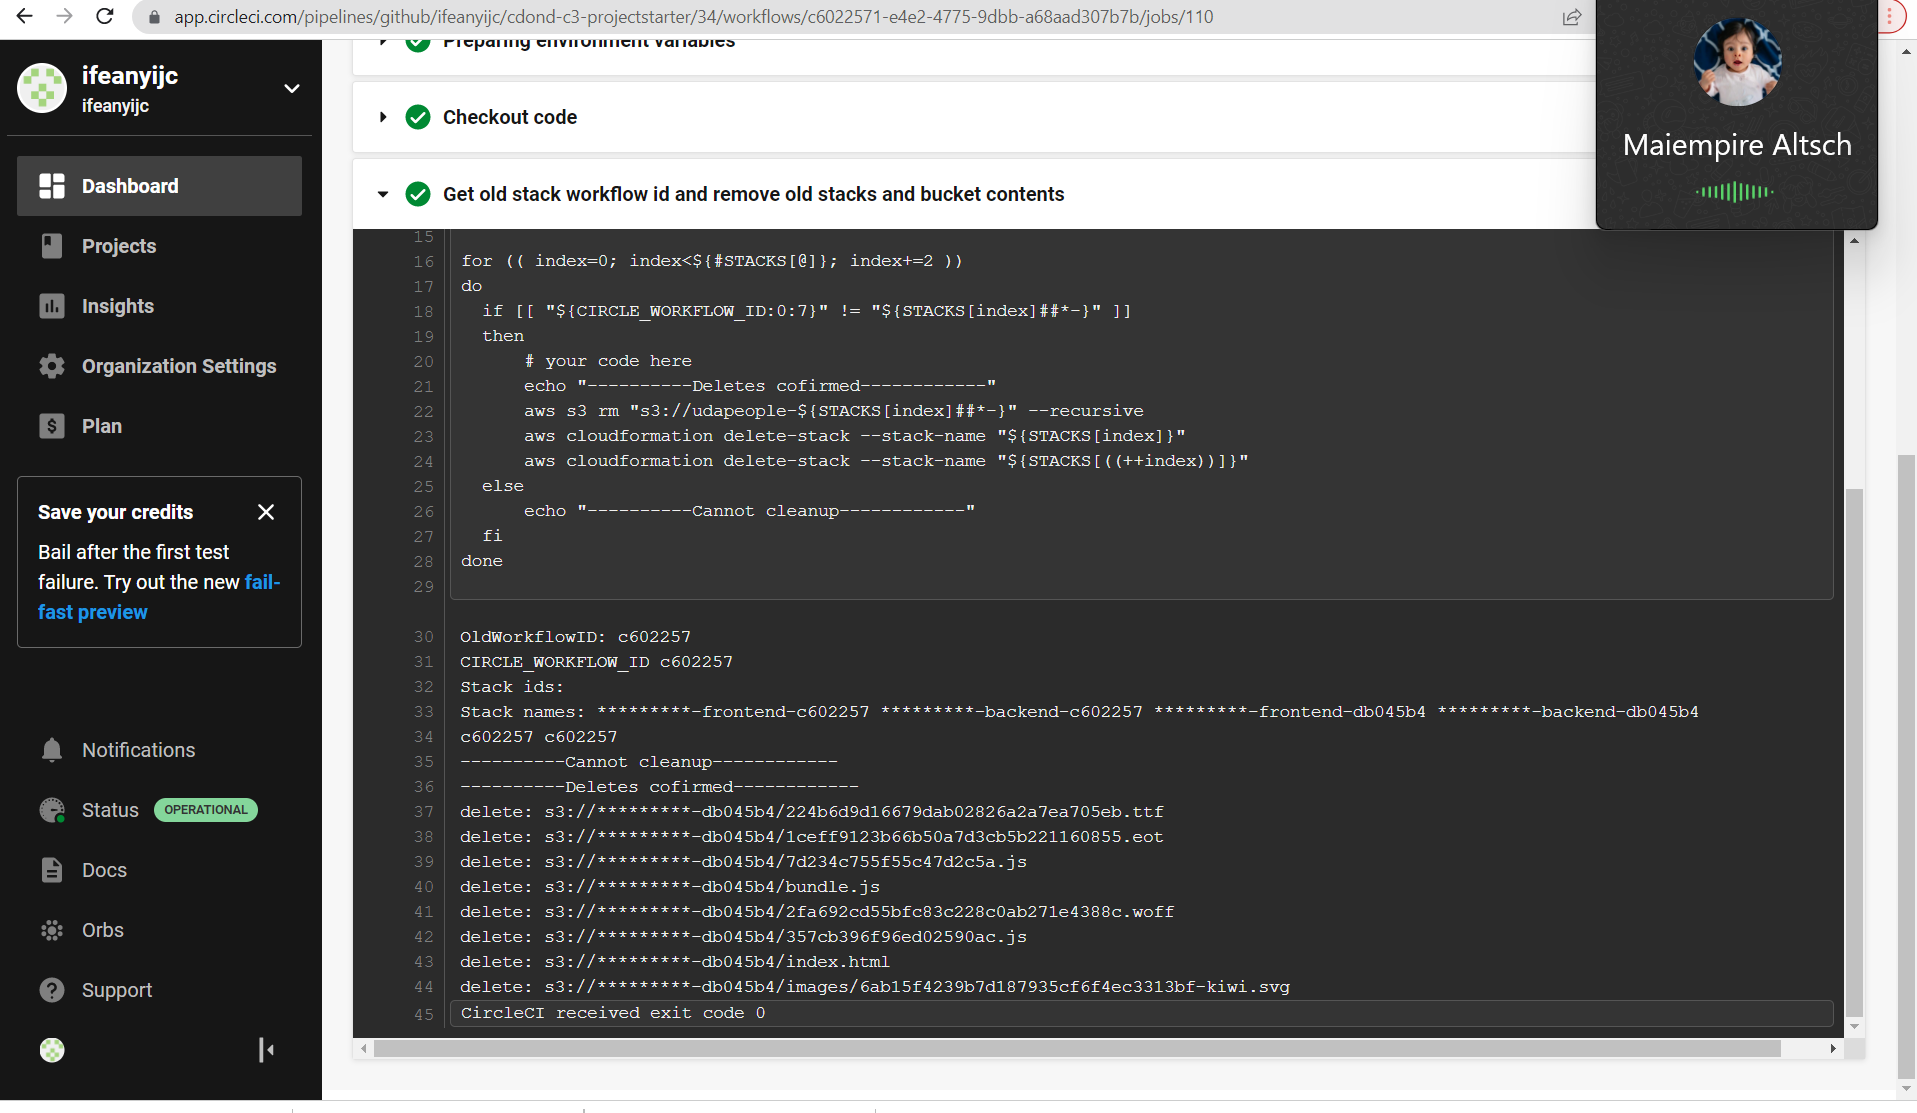 app.circleci.com/pipelines/github/ifeanyijc/cdond-c3-projectstarter/34/workflows/c6022571-e4e2-4775-9dbb-a68aad307b7b/jobs/110
ifeanyijc
ifeanyijc
Dashboard
Projects
Insights
Organization Settings
Plan
Save your credits
Bail after the first test
failure. Try out the new fail-
fast preview
Notifications
Status OPERATIONAL
Docs
Orbs
Support
Preparing environment variables
Checkout code
Get old stack workflow id and remove old stacks and bucket contents
Maiempire Altsch
15
16 for (( index=0; index<${#STACKS[@]}; index+=2 ))
17 do
18 if [[ "${CIRCLE_WORKFLOW_ID:0:7}" != "${STACKS[index]##*-}" ]]
19 then
20 # your code here
21 echo "----------Deletes cofirmed------------"
22 aws s3 rm "s3://udapeople-${STACKS[index]##*-}" --recursive
23 aws cloudformation delete-stack --stack-name "${STACKS[index]}"
24 aws cloudformation delete-stack --stack-name "${STACKS[((++index))]}"
25 else
26 echo "----------Cannot cleanup------------"
27 fi
28 done
29
30 OldWorkflowID: c602257
31 CIRCLE_WORKFLOW_ID c602257
32 Stack ids:
33 Stack names: *********-frontend-c602257 *********-backend-c602257 *********-frontend-db045b4 *********-backend-db045b4
34 c602257 c602257
35 ----------Cannot cleanup------------
36 ----------Deletes cofirmed------------
37 delete: s3://*********-db045b4/224b6d9d16679dab02826a2a7ea705eb.ttf
38 delete: s3://*********-db045b4/1ceff9123b66b50a7d3cb5b221160855.eot
39 delete: s3://*********-db045b4/7d234c755f55c47d2c5a.js
40 delete: s3://*********-db045b4/bundle.js
41 delete: s3://*********-db045b4/2fa692cd55bfc83c228c0ab271e4388c.woff
42 delete: s3://*********-db045b4/357cb396f96ed02590ac.js
43 delete: s3://*********-db045b4/index.html
44 delete: s3://*********-db045b4/images/6ab15f4239b7d187935cf6f4ec3313bf-kiwi.svg
45 CircleCI received exit code 0